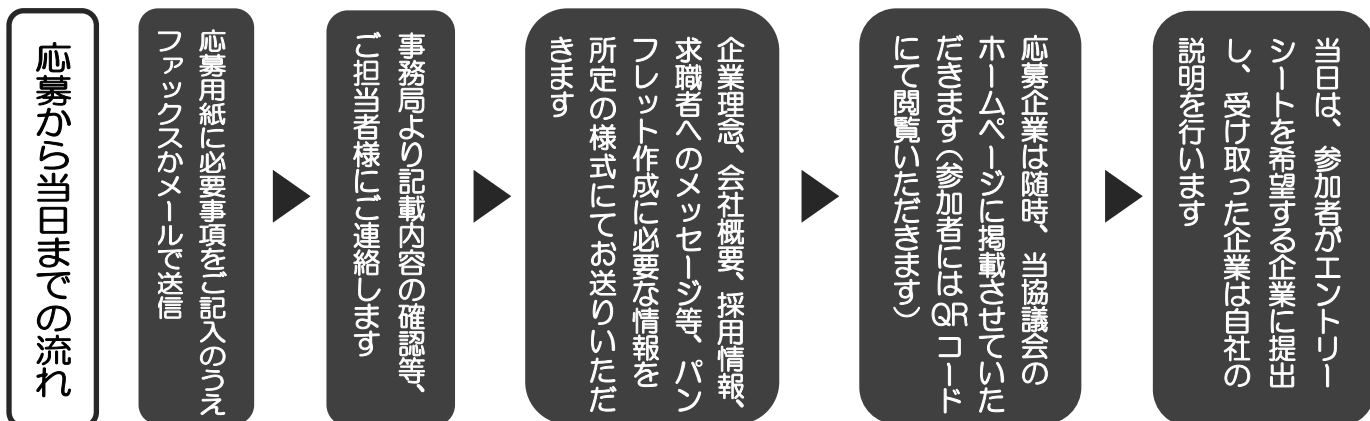 応募から当日までの流れ
応募用紙に必要事項をご記入のうえ
ファックスかメールで送信
事務局より記載内容の確認等、
ご担当者様にご連絡します
企業理念、会社概要、採用情報、
求職者へのメッセージ等、パン
フレット作成に必要な情報を
所定の様式にてお送りいただ
きます
応募企業は随時、当協議会の
ホームページに掲載させていた
だきます（参加者にはQRコード
にて閲覧いただきます）
当日は、参加者がエントリー
シートを希望する企業に提出
し、受け取った企業は自社の
説明を行います